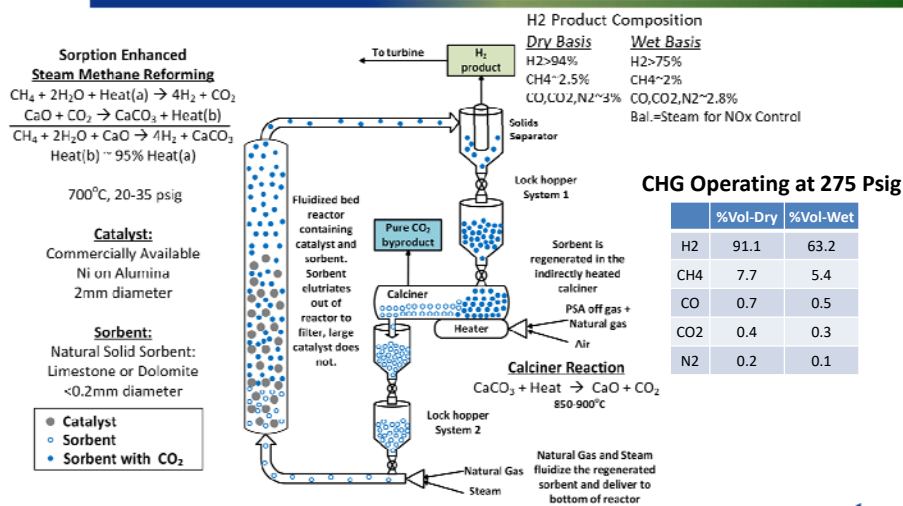 Sorption Enhanced
Steam Methane Reforming
CH₄ + 2H₂O + Heat(a) → 4H₂ + CO₂
CaO + CO₂ → CaCO₃ + Heat(b)
CH₄ + 2H₂O + CaO → 4H₂ + CaCO₃
Heat(b) ~ 95% Heat(a)
700°C, 20-35 psig
Catalyst:
Commercially Available
Ni on Alumina
2mm diameter
Sorbent:
Natural Solid Sorbent:
Limestone or Dolomite
<0.2mm diameter
Catalyst
Sorbent
Sorbent with CO₂
To turbine
H₂
product
H2 Product Composition
Dry Basis Wet Basis
H2>94% H2>75%
CH4~2.5% CH4~2%
CO,CO2,N2~3% CO,CO2,N2~2.8%
Bal.=Steam for NOx Control
Solids
Separator
Lock hopper
System 1
Fluidized bed
reactor
containing
catalyst and
sorbent.
Sorbent
elutriates
out of
reactor to
filter, large
catalyst does
not.
Pure CO₂
byproduct
Calciner
Heater
Sorbent is
regenerated in the
indirectly heated
calciner
PSA off gas +
Natural gas
Air
Calciner Reaction
CaCO₃ + Heat → CaO + CO₂
850-900°C
Lock hopper
System 2
Natural Gas
Steam
Natural Gas and Steam
fluidize the regenerated
sorbent and deliver to
bottom of reactor
CHG Operating at 275 Psig
%Vol-Dry %Vol-Wet
H2 91.1 63.2
CH4 7.7 5.4
CO 0.7 0.5
CO2 0.4 0.3
N2 0.2 0.1